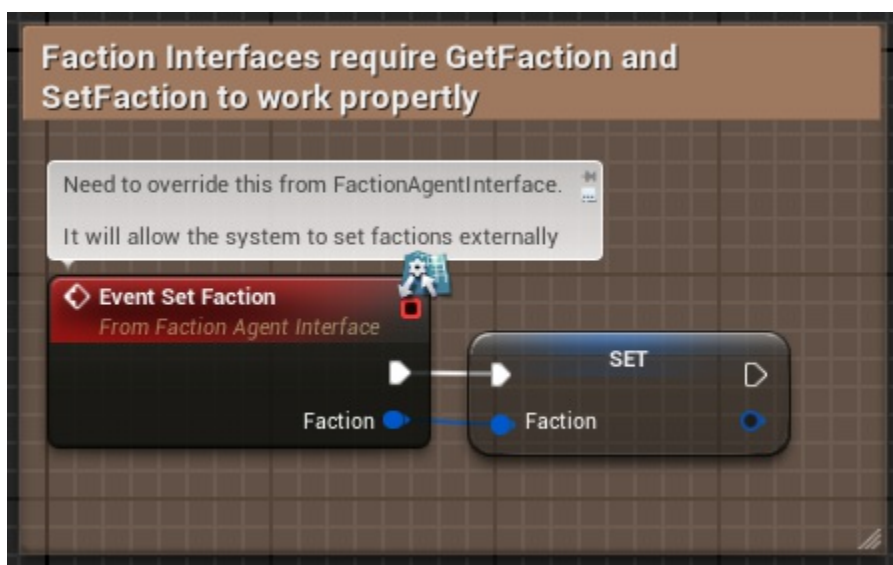 Faction Interfaces require GetFaction and
SetFaction to work propertly
Need to override this from FactionAgentInterface.
It will allow the system to set factions externally
Event Set Faction
From Faction Agent Interface
SET
Faction
Faction